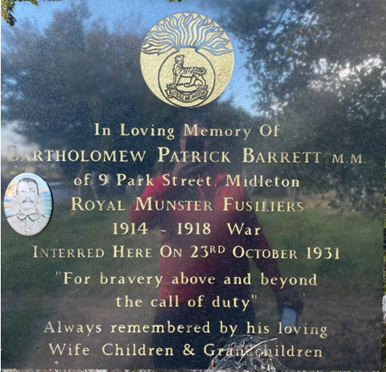 In Loving Memory Of
BARTHOLOMEW PATRICK BARRETT M.M.
of 9 Park Street, Midleton
ROYAL MUNSTER FUSILIERS
1914 ~ 1918 War
INTERRED HERE ON 23RD OCTOBER 1931
"For bravery above and beyond
the call of duty"
Always remembered by his loving
Wife, Children & Grandchildren